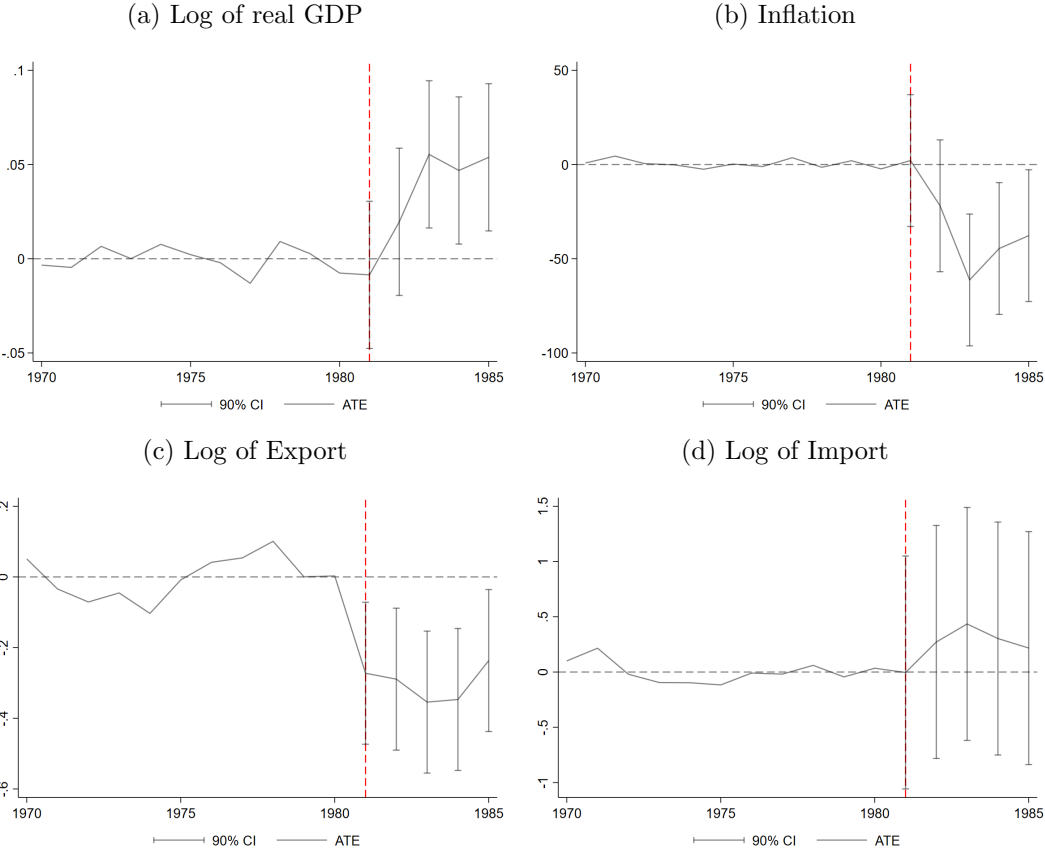 (a) Log of real GDP
(b) Inflation
.1
.05
0
-.05
1970 1975 1980 1985
90% CI ATE
50
0
-50
-100
1970 1975 1980 1985
90% CI ATE
(c) Log of Export
(d) Log of Import
.2
0
-.2
-.4
-.6
1970 1975 1980 1985
90% CI ATE
1.5
1
.5
0
-.5
-1
1970 1975 1980 1985
90% CI ATE